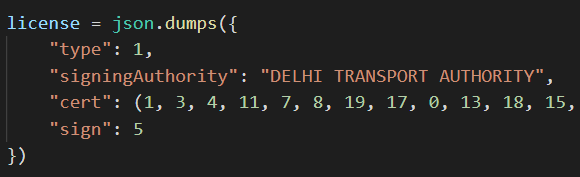 license = json.dumps({
"type": 1,
"signingAuthority": "DELHI TRANSPORT AUTHORITY",
"cert": (1, 3, 4, 11, 7, 8, 19, 17, 0, 13, 18, 15,
"sign": 5
})